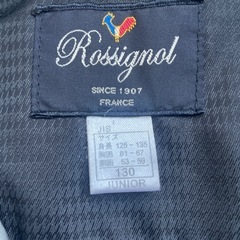 Rossignol
SINCE 1907
FRANCE
JIS
サイズ
身長 125-135
胸囲 61-67
胴囲 53-59
130
JUNIOR